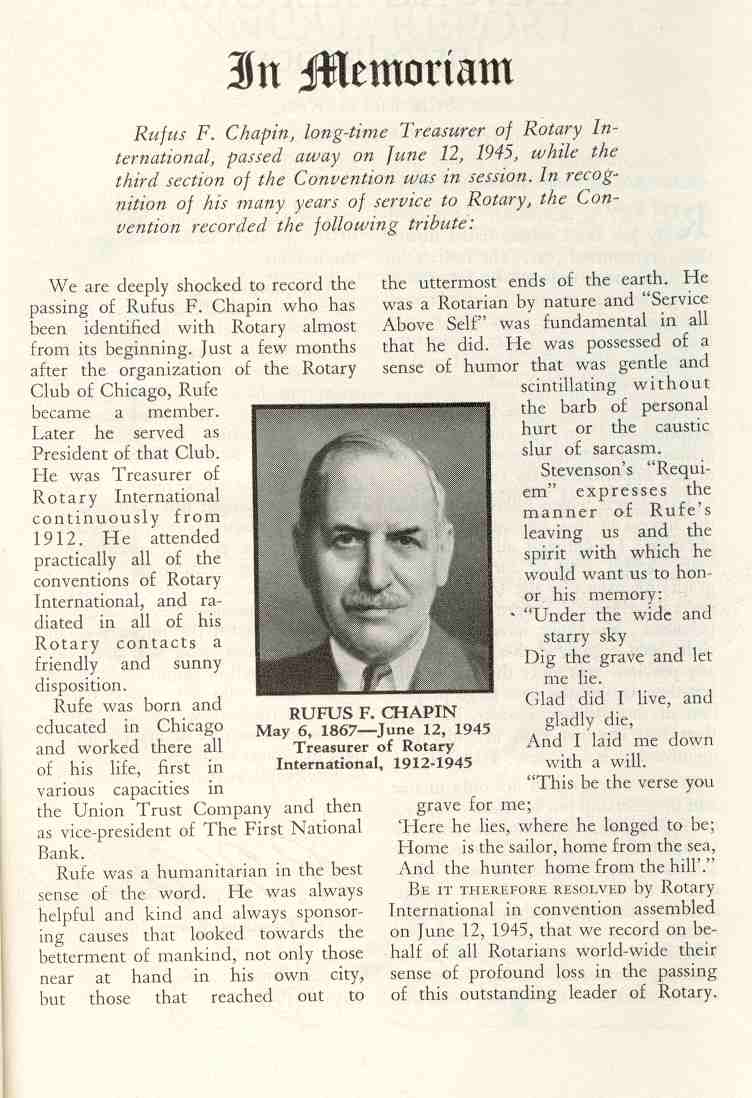 In Memoriam
Rufus F. Chapin, long-time Treasurer of Rotary In-
ternational, passed away on June 12, 1945, while the
third section of the Convention was in session. In recog-
nition of his many years of service to Rotary, the Con-
vention recorded the following tribute:
We are deeply shocked to record the
passing of Rufus F. Chapin who has
been identified with Rotary almost
from its beginning. Just a few months
after the organization of the Rotary
Club of Chicago, Rufe
became a member.
Later he served as
President of that Club.
He was Treasurer of
Rotary International
continuously from
1912. He attended
practically all of the
conventions of Rotary
International, and ra-
diated in all of his
Rotary contacts a
friendly and sunny
disposition.
Rufe was born and
educated in Chicago
and worked there all
of his life, first in
various capacities in
the Union Trust Company and then
as vice-president of The First National
Bank.
Rufe was a humanitarian in the best
sense of the word. He was always
helpful and kind and always sponsor-
ing causes that looked towards the
betterment of mankind, not only those
near at hand in his own city,
but those that reached out to
RUFUS F. CHAPIN
May 6, 1867—June 12, 1945
Treasurer of Rotary
International, 1912-1945
the uttermost ends of the earth. He
was a Rotarian by nature and "Service
Above Self" was fundamental in all
that he did. He was possessed of a
sense of humor that was gentle and
scintillating without
the barb of personal
hurt or the caustic
slur of sarcasm.
Stevenson's "Requi-
em" expresses the
manner of Rufe's
leaving us and the
spirit with which he
would want us to hon-
or his memory:
"Under the wide and
starry sky
Dig the grave and let
me lie.
Glad did I live, and
gladly die,
And I laid me down
with a will.
"This be the verse you
grave for me;
'Here he lies, where he longed to be;
Home is the sailor, home from the sea,
And the hunter home from the hill'."
BE IT THEREFORE RESOLVED by Rotary
International in convention assembled
on June 12, 1945, that we record on be-
half of all Rotarians world-wide their
sense of profound loss in the passing
of this outstanding leader of Rotary.